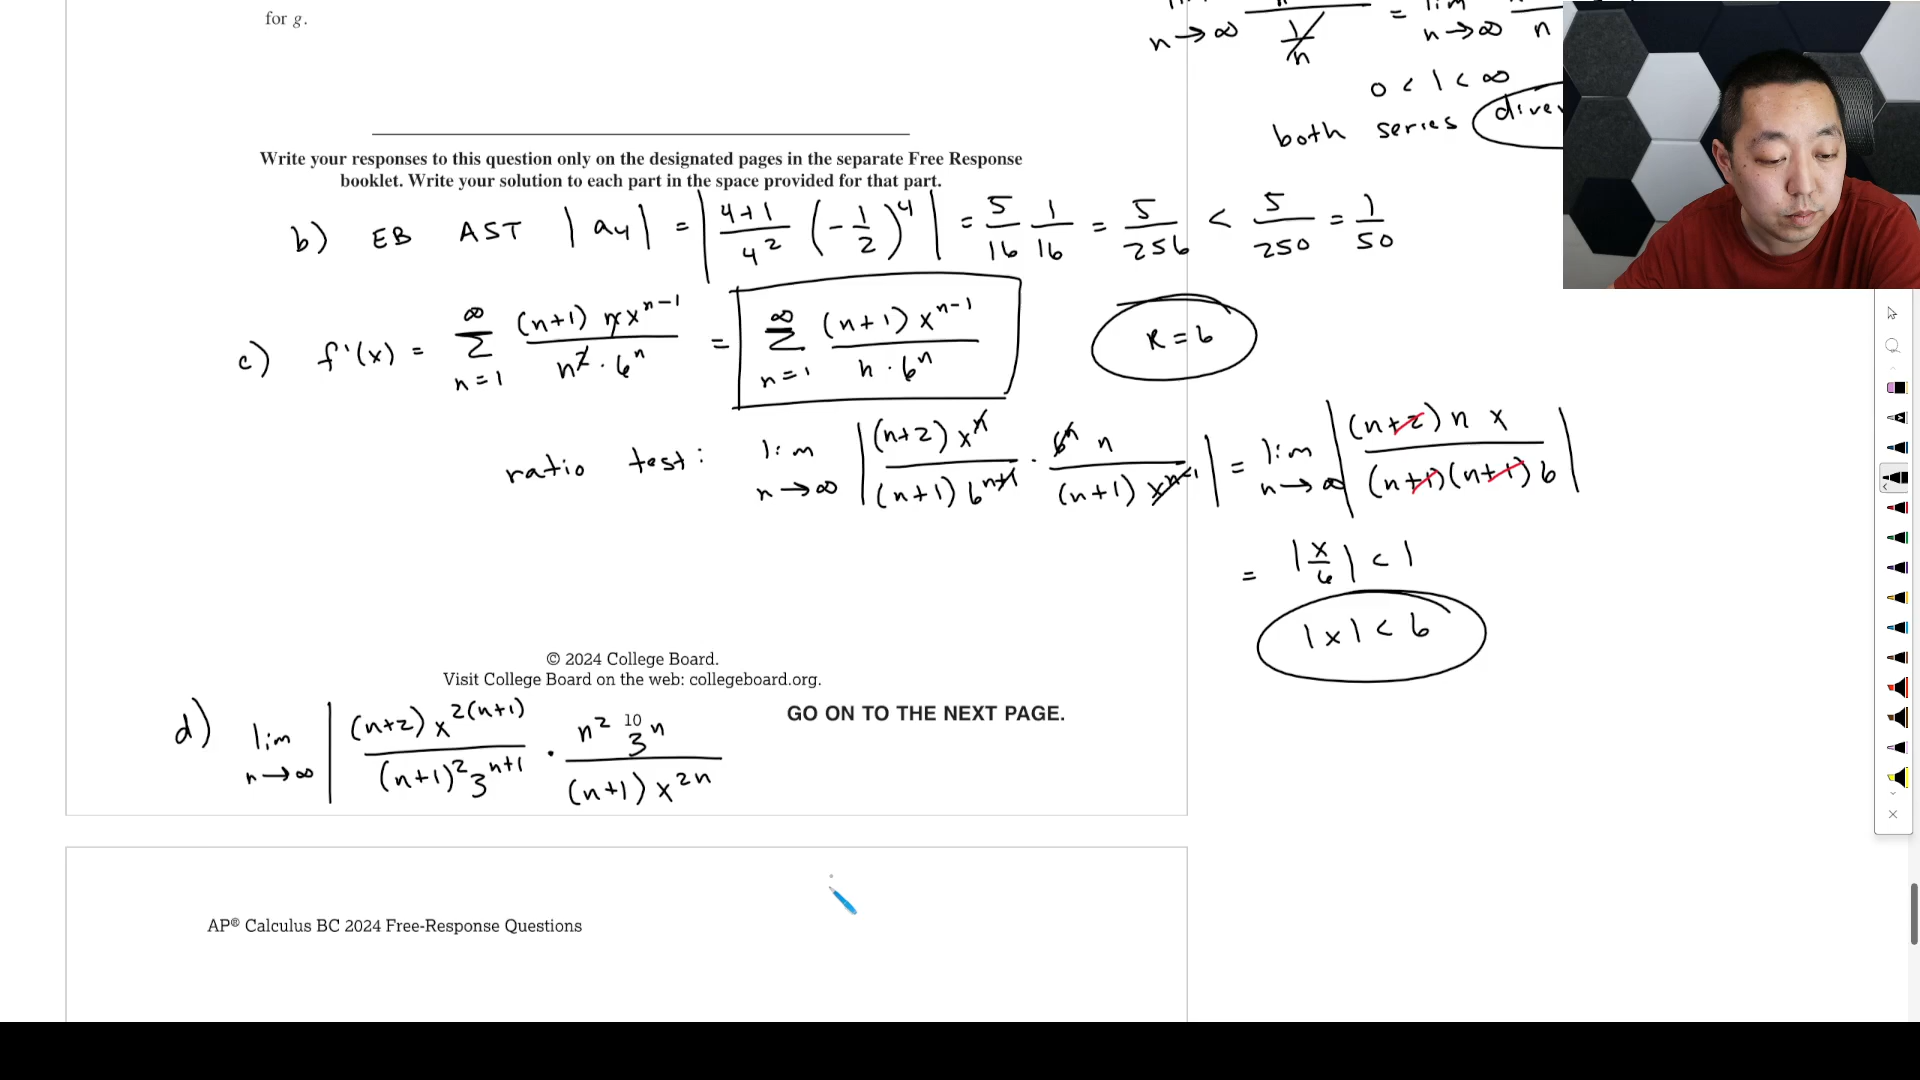 for g.
n→∞ 1/n = lim n→∞ n
0 < 1 < ∞
both series
Write your responses to this question only on the designated pages in the separate Free Response
booklet. Write your solution to each part in the space provided for that part.
b) EB AST |a₄| = |(4+1)/4² (-1/2)⁴| = 5/16 1/16 = 5/256 < 5/250 = 1/50
c) f'(x) = ∑_{n=1}^{∞} (n+1) n x^{n-1} / n² · 6ⁿ = ∑_{n=1}^{∞} (n+1) x^{n-1} / n · 6ⁿ R = 6
ratio test: lim n→∞ |(n+2) xⁿ / (n+1) 6^{n+1} · 6ⁿ n / (n+1) x^{n-1}| = lim n→∞ |(n+2) n x / (n+1)(n+1) 6|
= |x/6| < 1
|x| < 6
© 2024 College Board.
Visit College Board on the web: collegeboard.org.
GO ON TO THE NEXT PAGE.
10
d) lim n→∞ |(n+2) x^{2(n+1)} / (n+1)² 3^{n+1} · n² 3ⁿ / (n+1) x^{2n}
AP® Calculus BC 2024 Free-Response Questions